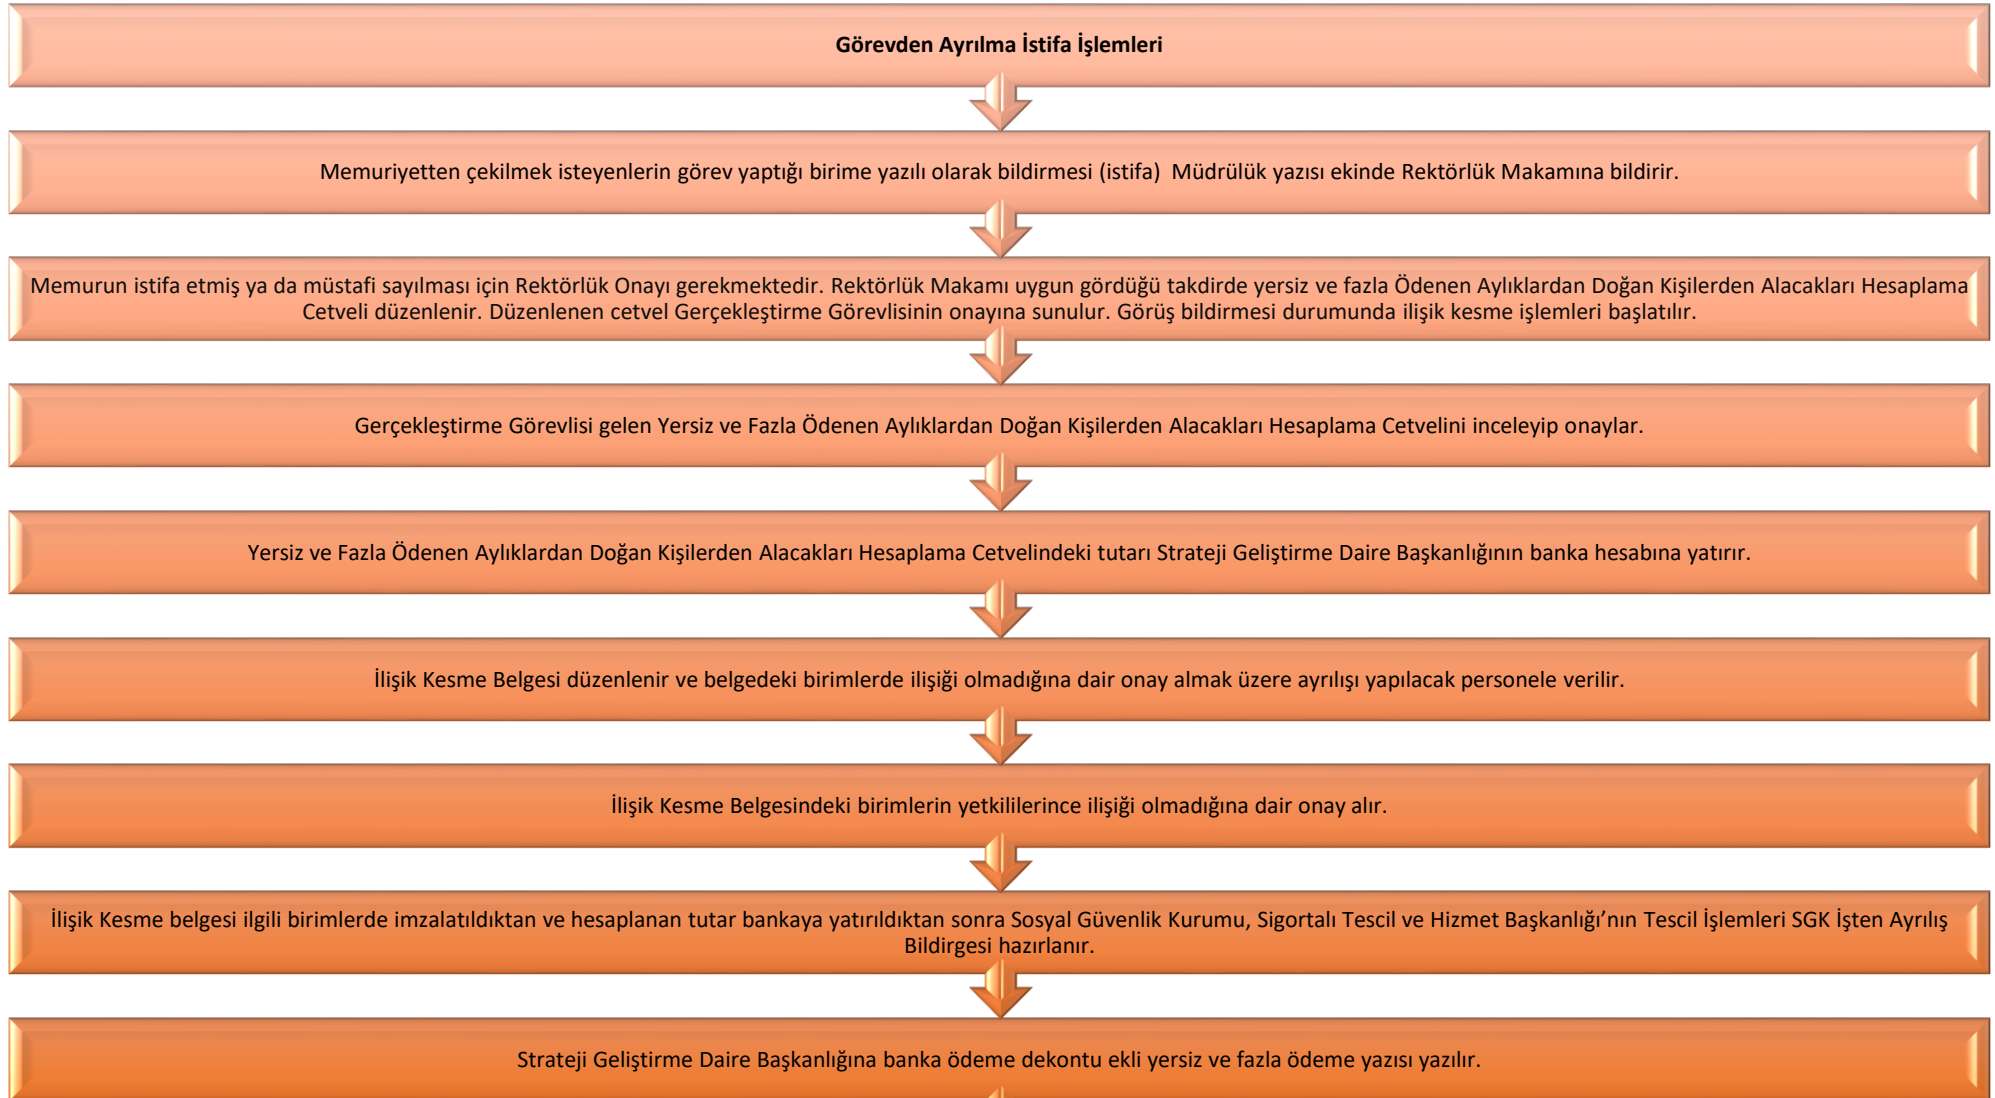 Görevden Ayrılma İstifa İşlemleri
Memuriyetten çekilmek isteyenlerin görev yaptığı birime yazılı olarak bildirmesi (istifa)  Müdrülük yazısı ekinde Rektörlük Makamına bildirir.
Memurun istifa etmiş ya da müstafi sayılması için Rektörlük Onayı gerekmektedir. Rektörlük Makamı uygun gördüğü takdirde yersiz ve fazla Ödenen Aylıklardan Doğan Kişilerden Alacakları Hesaplama
Cetveli düzenlenir. Düzenlenen cetvel Gerçekleştirme Görevlisinin onayına sunulur. Görüş bildirmesi durumunda ilişik kesme işlemleri başlatılır.
Gerçekleştirme Görevlisi gelen Yersiz ve Fazla Ödenen Aylıklardan Doğan Kişilerden Alacakları Hesaplama Cetvelini inceleyip onaylar.
Yersiz ve Fazla Ödenen Aylıklardan Doğan Kişilerden Alacakları Hesaplama Cetvelindeki tutarı Strateji Geliştirme Daire Başkanlığının banka hesabına yatırır.
İlişik Kesme Belgesi düzenlenir ve belgedeki birimlerde ilişiği olmadığına dair onay almak üzere ayrılışı yapılacak personele verilir.
İlişik Kesme Belgesindeki birimlerin yetkililerince ilişiği olmadığına dair onay alır.
İlişik Kesme belgesi ilgili birimlerde imzalatıldıktan ve hesaplanan tutar bankaya yatırıldıktan sonra Sosyal Güvenlik Kurumu, Sigortalı Tescil ve Hizmet Başkanlığı’nın Tescil İşlemleri SGK İşten Ayrılış
Bildirgesi hazırlanır.
Strateji Geliştirme Daire Başkanlığına banka ödeme dekontu ekli yersiz ve fazla ödeme yazısı yazılır.